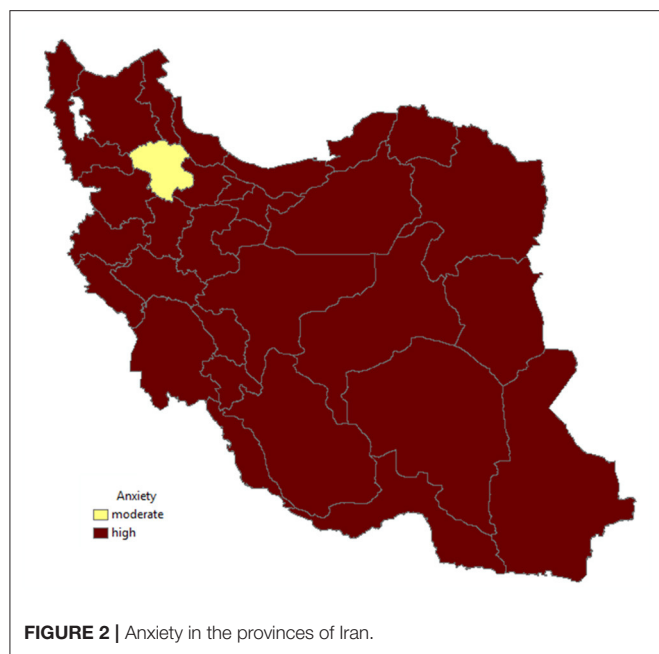 Anxiety
moderate
high
FIGURE 2 | Anxiety in the provinces of Iran.